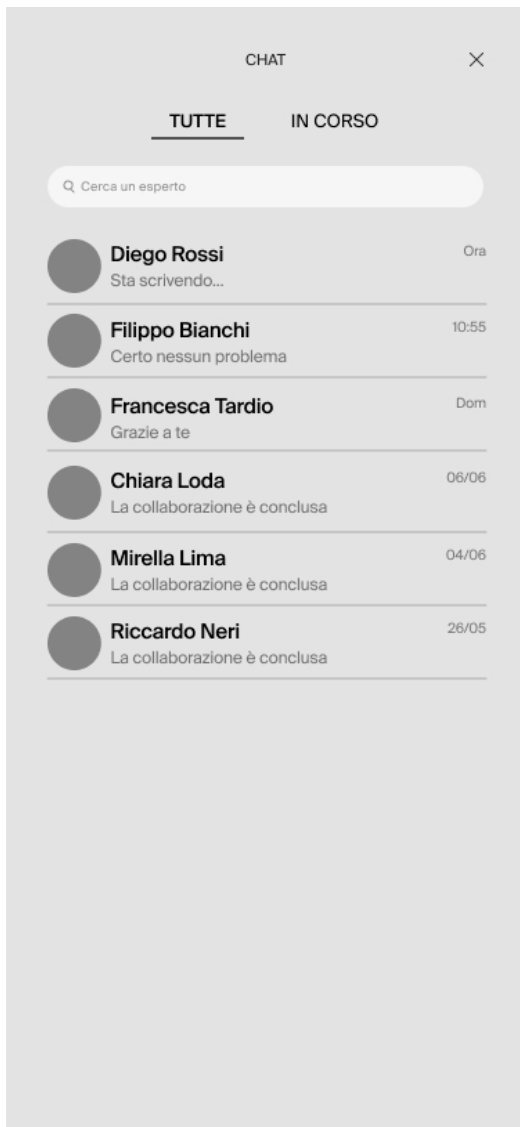 CHAT
TUTTE IN CORSO
Cerca un esperto
Diego Rossi Ora
Sta scrivendo...
Filippo Bianchi 10:55
Certo nessun problema
Francesca Tardio Dom
Grazie a te
Chiara Loda 06/06
La collaborazione è conclusa
Mirella Lima 04/06
La collaborazione è conclusa
Riccardo Neri 26/05
La collaborazione è conclusa